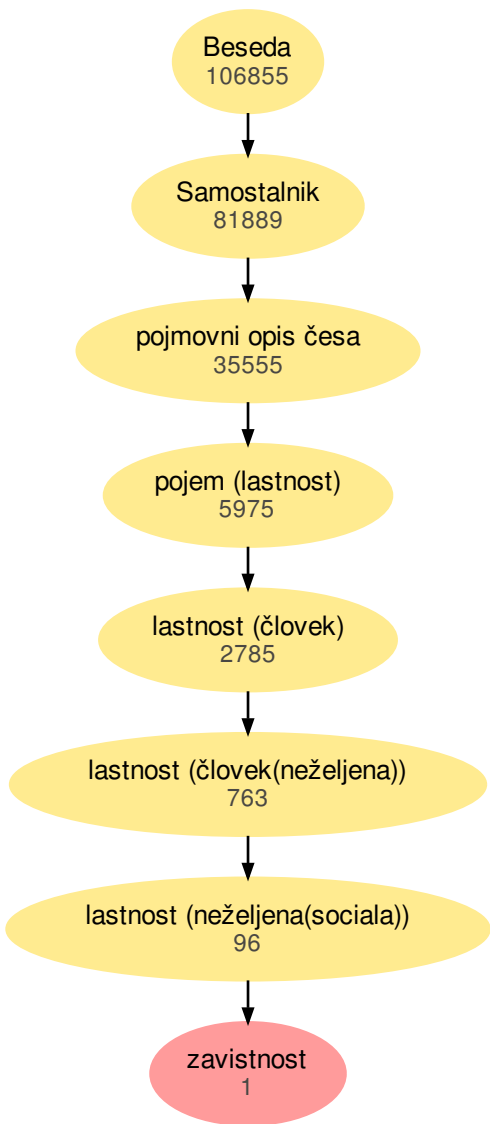 Beseda
106855
Samostalnik
81889
pojmovni opis česa
35555
pojem (lastnost)
5975
lastnost (človek)
2785
lastnost (človek(neželjena))
763
lastnost (neželjena(sociala))
96
zavistnost
1